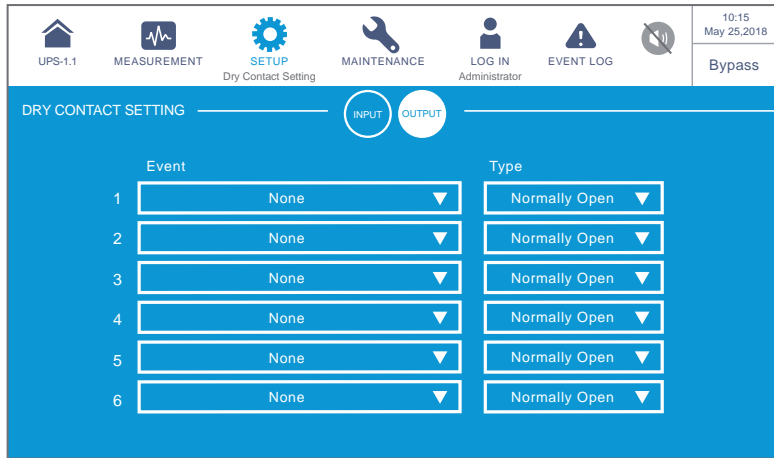 10:15
May 25,2018
UPS-1.1 MEASUREMENT SETUP MAINTENANCE LOG IN EVENT LOG
Dry Contact Setting Administrator
Bypass
DRY CONTACT SETTING INPUT OUTPUT
Event Type
1 None Normally Open
2 None Normally Open
3 None Normally Open
4 None Normally Open
5 None Normally Open
6 None Normally Open